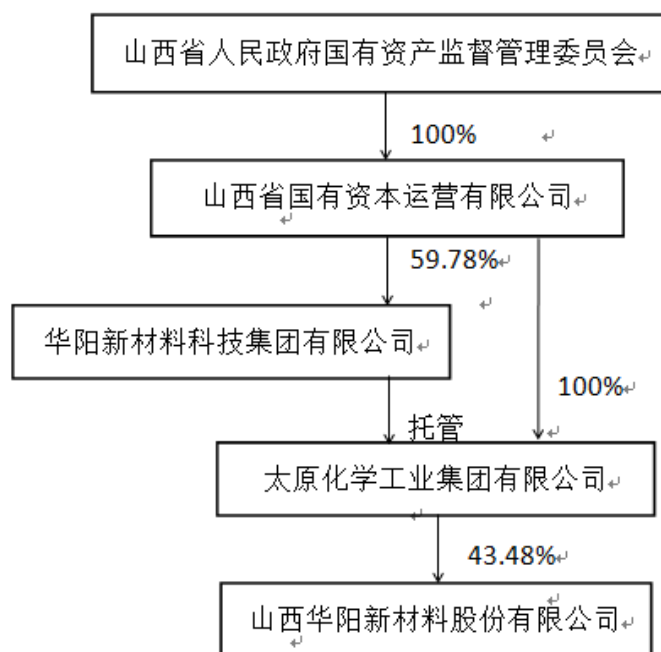 山西省人民政府国有资产监督管理委员会
100%
山西省国有资本运营有限公司
59.78%
华阳新材料科技集团有限公司
100%
托管
太原化学工业集团有限公司
43.48%
山西华阳新材料股份有限公司